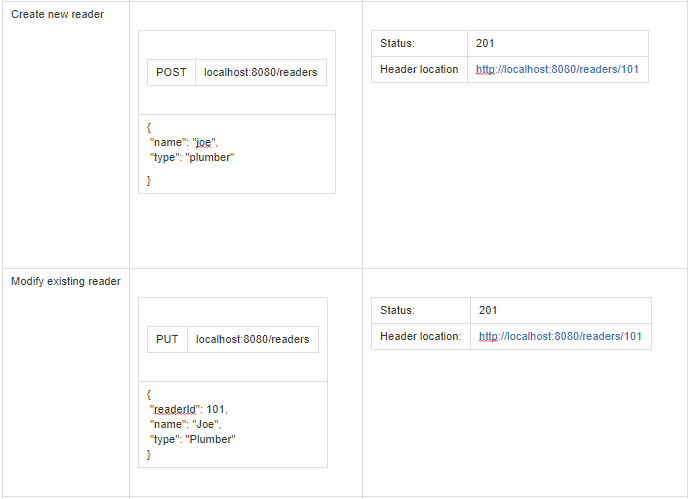 Create new reader
POST localhost:8080/readers
{
"name": "joe",
"type": "plumber"
}
Status: 201
Header location http://localhost:8080/readers/101
Modify existing reader
PUT localhost:8080/readers
{
"readerId": 101,
"name": "Joe",
"type": "Plumber"
}
Status: 201
Header location: http://localhost:8080/readers/101